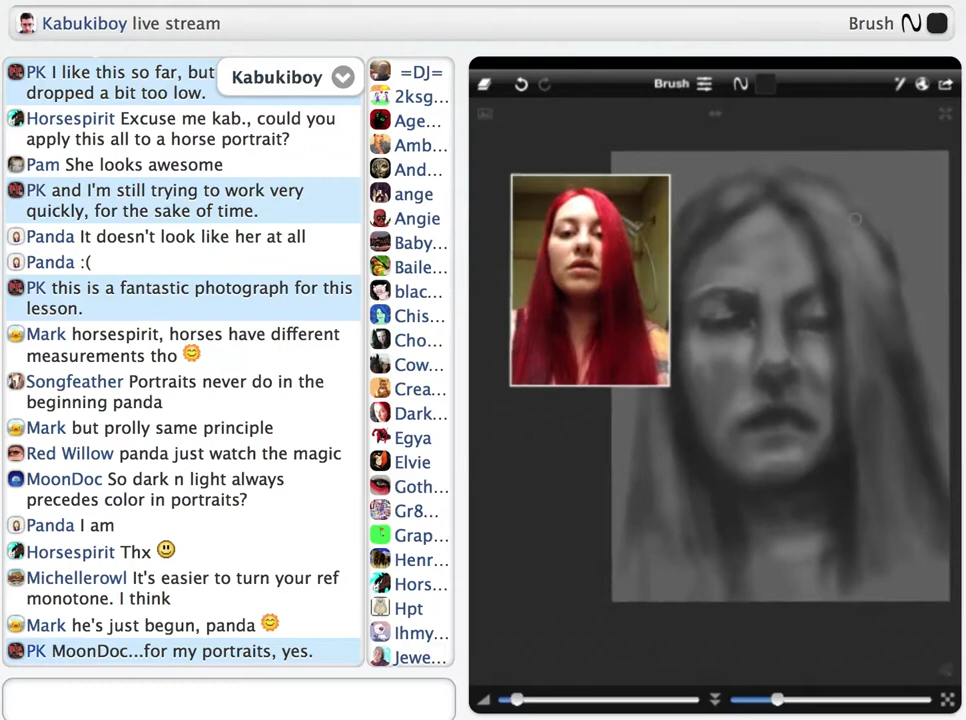 Kabukiboy live stream
Brush
PK I like this so far, but
dropped a bit too low.
Kabukiboy
Horsespirit Excuse me kab., could you
apply this all to a horse portrait?
Pam She looks awesome
PK and I'm still trying to work very
quickly, for the sake of time.
Panda It doesn't look like her at all
Panda :(
PK this is a fantastic photograph for this
lesson.
Mark horsespirit, horses have different
measurements tho
Songfeather Portraits never do in the
beginning panda
Mark but prolly same principle
Red Willow panda just watch the magic
MoonDoc So dark n light always
precedes color in portraits?
Panda I am
Horsespirit Thx
Michellerowl It's easier to turn your ref
monotone. I think
Mark he's just begun, panda
PK MoonDoc...for my portraits, yes.
=DJ=
2ksg...
Age...
Amb...
And...
ange
Angie
Baby...
Baile...
blac...
Chis...
Cho...
Cow...
Crea...
Dark...
Egya
Elvie
Goth...
Gr8...
Grap...
Henr...
Hors...
Hpt
Ihmy...
Jewe...
Brush